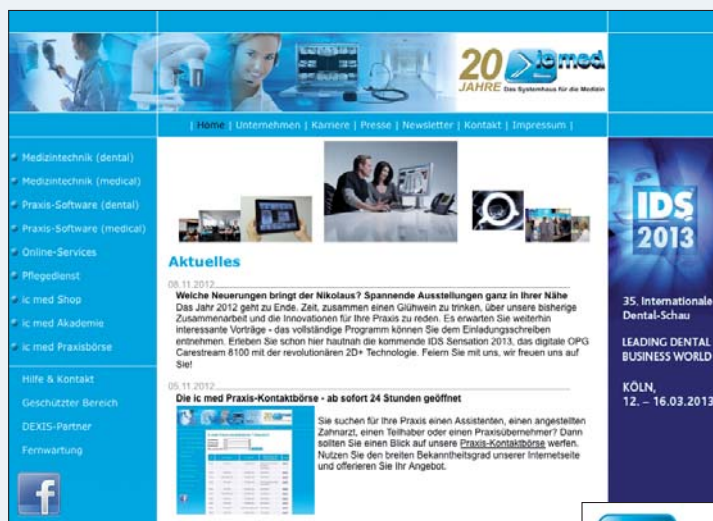 20
JAHRE
ic med
Das Systemhaus für die Medizin
| Home | Unternehmen | Karriere | Presse | Newsletter | Kontakt | Impressum |
Medizintechnik (dental)
Medizintechnik (medical)
Praxis-Software (dental)
Praxis-Software (medical)
Online-Services
Pflegedienst
ic med Shop
ic med Akademie
ic med Praxisbörse
Hilfe & Kontakt
Geschützter Bereich
DEXIS-Partner
Fernwartung
f
Aktuelles
08.11.2012
Welche Neuerungen bringt der Nikolaus? Spannende Ausstellungen ganz in Ihrer Nähe
Das Jahr 2012 geht zu Ende. Zeit, zusammen einen Glühwein zu trinken, über unsere bisherige
Zusammenarbeit und die Innovationen für Ihre Praxis zu reden. Es erwarten Sie weiterhin
interessante Vorträge - das vollständige Programm können Sie dem Einladungsschreiben
entnehmen. Erleben Sie schon hier hautnah die kommende IDS Sensation 2013, das digitale OPG
Carestream 8100 mit der revolutionären 2D+ Technologie. Feiern Sie mit uns, wir freuen uns auf
Sie!
05.11.2012
Die ic med Praxis-Kontaktbörse - ab sofort 24 Stunden geöffnet
Sie suchen für Ihre Praxis einen Assistenten, einen angestellten
Zahnarzt, einen Teilhaber oder einen Praxisübernehmer? Dann
sollten Sie einen Blick auf unsere Praxis-Kontaktbörse werfen.
Nutzen Sie den breiten Bekanntheitsgrad unserer Internetseite
und offerieren Sie Ihr Angebot.
IDS
2013
35. Internationale
Dental-Schau
LEADING DENTAL
BUSINESS WORLD
KÖLN,
12. – 16.03.2013